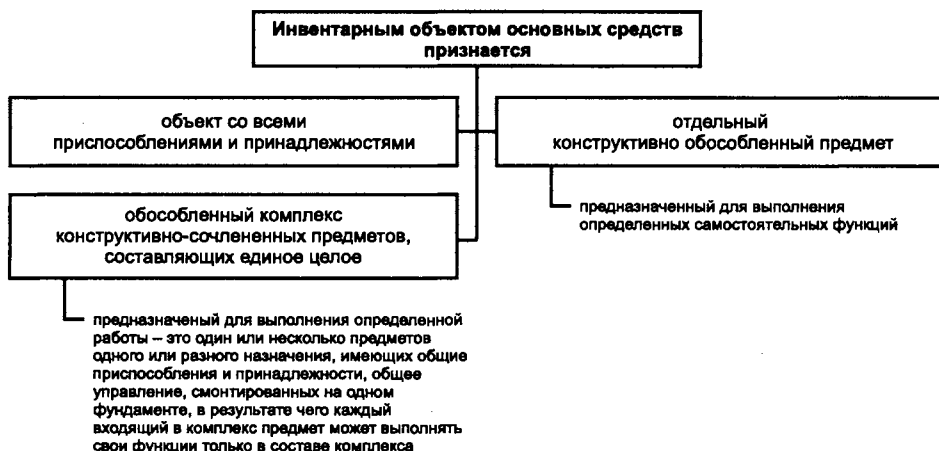 Инвентарным объектом основных средств
признается
объект со всеми
приспособлениями и принадлежностями
отдельный
конструктивно обособленный предмет
предназначенный для выполнения
определенных самостоятельных функций
обособленный комплекс
конструктивно-сочлененных предметов,
составляющих единое целое
предназначеный для выполнения определенной
работы – это один или несколько предметов
одного или разного назначения, имеющих общие
приспособления и принадлежности, общее
управление, смонтированных на одном
фундаменте, в результате чего каждый
входящий в комплекс предмет может выполнять
свои функции только в составе комплекса